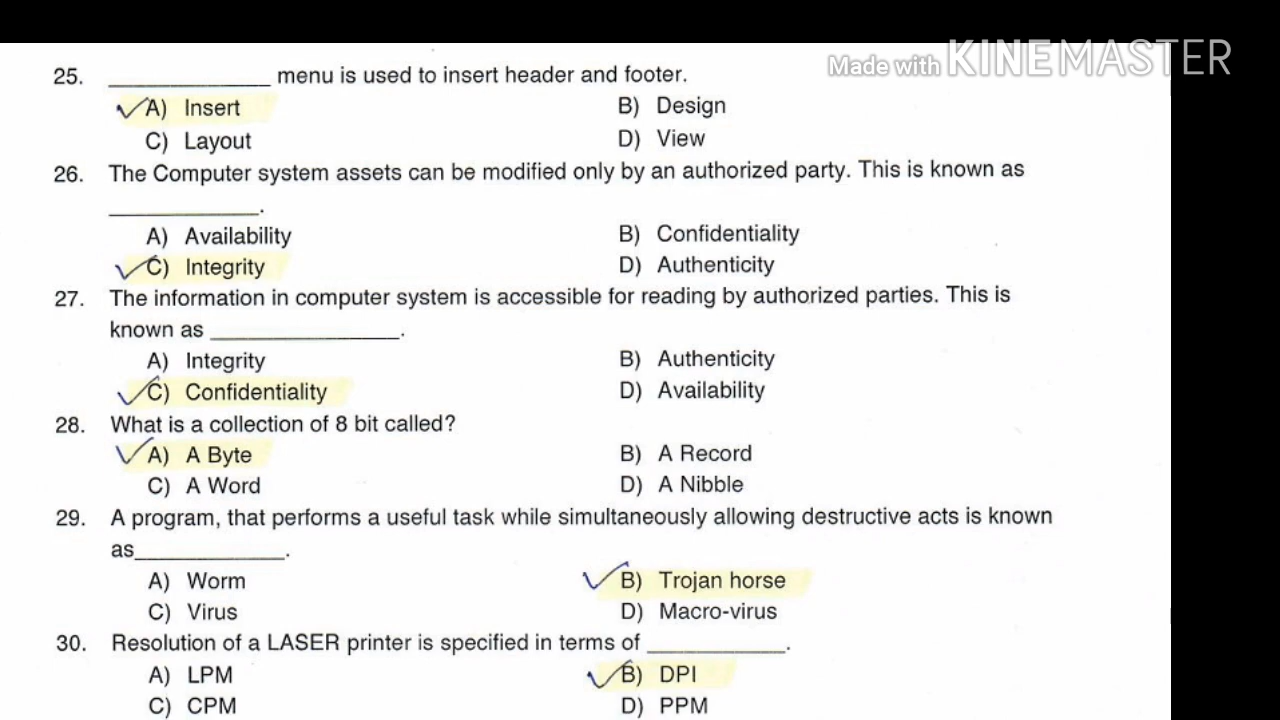 Made with KINEMASTER
25. ____________ menu is used to insert header and footer.
A) Insert B) Design
C) Layout D) View
26. The Computer system assets can be modified only by an authorized party. This is known as
____________.
A) Availability B) Confidentiality
C) Integrity D) Authenticity
27. The information in computer system is accessible for reading by authorized parties. This is
known as ________________.
A) Integrity B) Authenticity
C) Confidentiality D) Availability
28. What is a collection of 8 bit called?
A) A Byte B) A Record
C) A Word D) A Nibble
29. A program, that performs a useful task while simultaneously allowing destructive acts is known
as____________.
A) Worm B) Trojan horse
C) Virus D) Macro-virus
30. Resolution of a LASER printer is specified in terms of ____________.
A) LPM B) DPI
C) CPM D) PPM